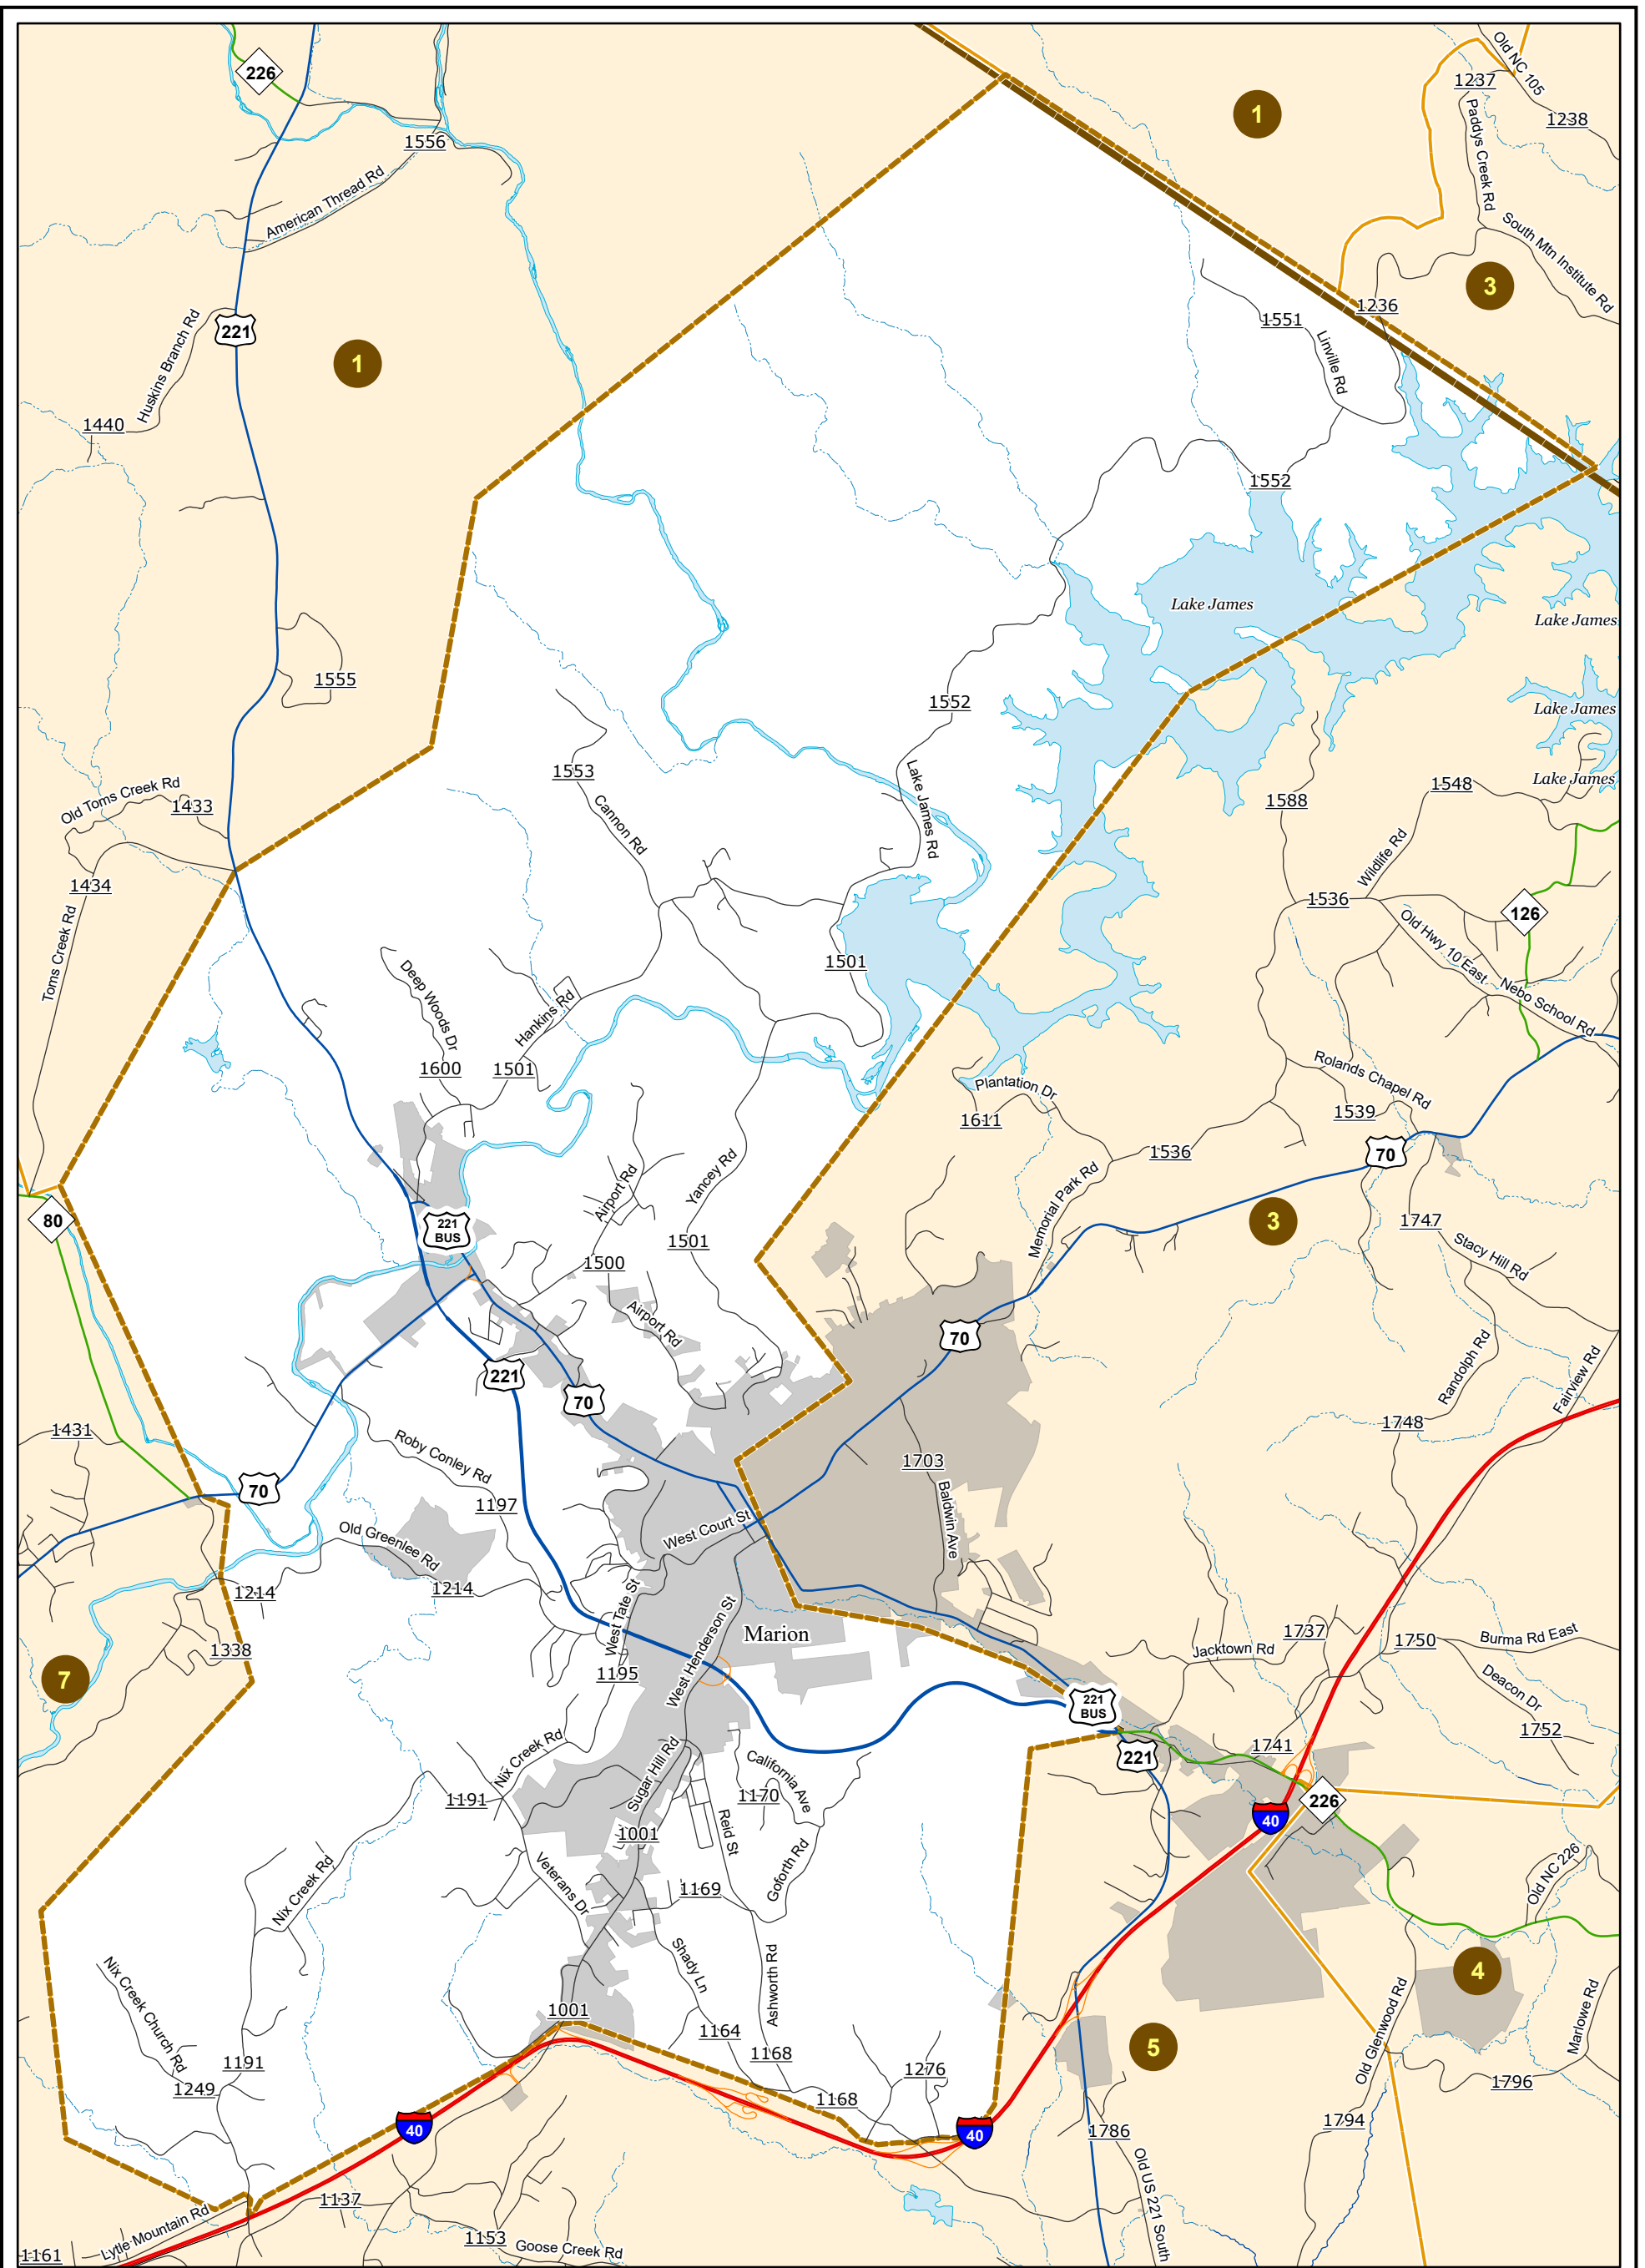 226
1556
American Thread Rd
221
Huskins Branch Rd
1440
1
1
Old NC 105
1237
1238
Paddys Creek Rd
South Mtn Institute Rd
3
1236
1551
Linville Rd
1552
Lake James
Lake James
Lake James
Lake James
1555
1552
1553
Cannon Rd
Lake James Rd
1588
1548
Wildlife Rd
1536
126
Old Hwy 10 East
Nebo School Rd
Old Toms Creek Rd
1433
1434
Toms Creek Rd
1501
Deep Woods Dr
Hankins Rd
1600
1501
Plantation Dr
1611
Rolands Chapel Rd
1539
1536
70
Memorial Park Rd
3
1747
Stacy Hill Rd
80
221
BUS
Airport Rd
Yancey Rd
1501
1500
Airport Rd
70
Randolph Rd
Fairview Rd
1748
221
70
1431
70
Roby Conley Rd
1197
1703
Baldwin Ave
West Court St
Old Greenlee Rd
1214
1214
1338
West Tate St
West Henderson St
Marion
1195
7
Jacktown Rd
1737
1750
Burma Rd East
Deacon Dr
1752
221
BUS
221
1741
226
40
Nix Creek Rd
1191
Sugar Hill Rd
California Ave
1170
1001
Reid St
Goforth Rd
Veterans Dr
1169
Nix Creek Rd
Shady Ln
Ashworth Rd
Old NC 226
4
Nix Creek Church Rd
1001
1164
1168
1191
1249
1276
1168
5
Old Glenwood Rd
Marlowe Rd
1796
1794
40
40
1786
Old US 221 South
1137
Lytle Mountain Rd
1153
Goose Creek Rd
1161